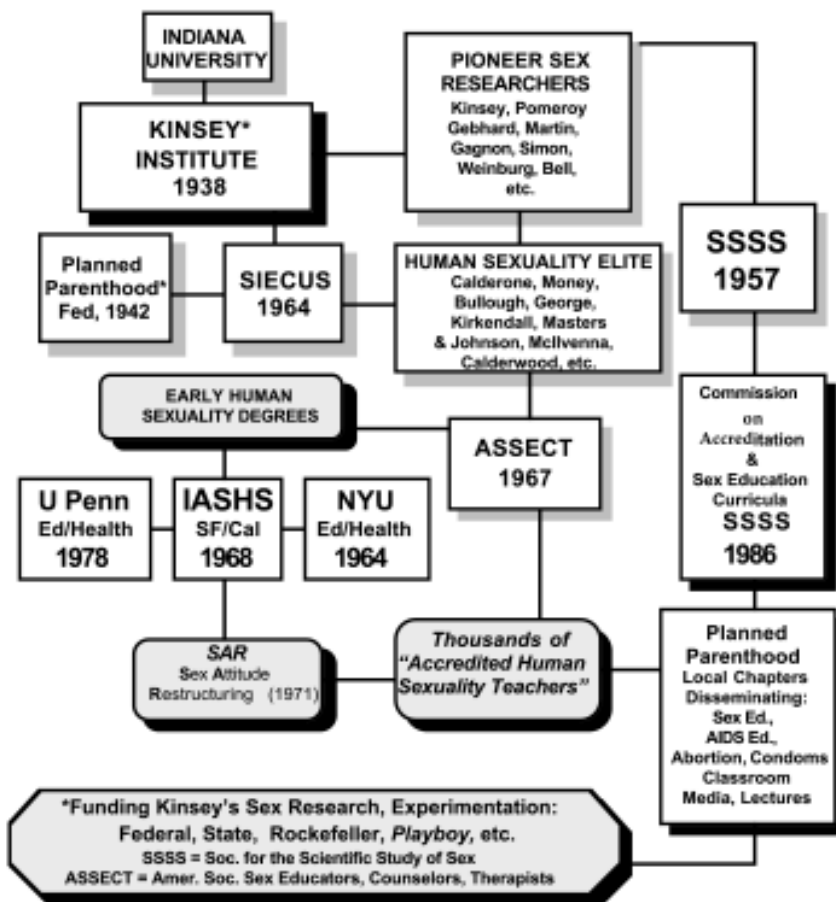 INDIANA
UNIVERSITY
KINSEY*
INSTITUTE
1938
PIONEER SEX
RESEARCHERS
Kinsey, Pomeroy
Gebhard, Martin,
Gagnon, Simon,
Weinburg, Bell,
etc.
SSSS
1957
Planned
Parenthood*
Fed, 1942
SIECUS
1964
HUMAN SEXUALITY ELITE
Calderone, Money,
Bullough, George,
Kirkendall, Masters
& Johnson, McIlvenna,
Calderwood, etc.
EARLY HUMAN
SEXUALITY DEGREES
ASSECT
1967
Commission
on
Accreditation
&
Sex Education
Curricula
SSSS
1986
U Penn
Ed/Health
1978
IASHS
SF/Cal
1968
NYU
Ed/Health
1964
SAR
Sex Attitude
Restructuring (1971)
Thousands of
"Accredited Human
Sexuality Teachers"
Planned
Parenthood
Local Chapters
Disseminating:
Sex Ed.,
AIDS Ed.,
Abortion, Condoms
Classroom
Media, Lectures
*Funding Kinsey's Sex Research, Experimentation:
Federal, State, Rockefeller, Playboy, etc.
SSSS = Soc. for the Scientific Study of Sex
ASSECT = Amer. Soc. Sex Educators, Counselors, Therapists